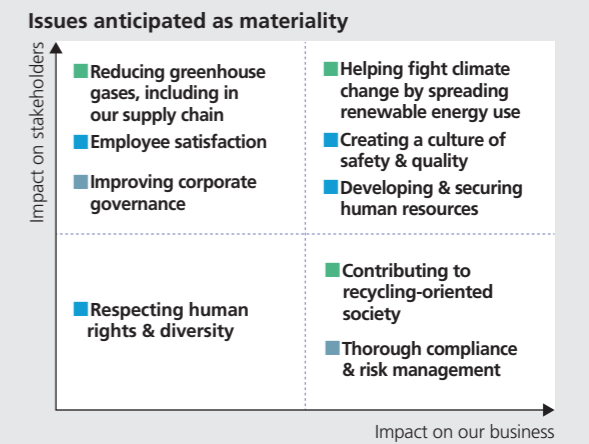 Issues anticipated as materiality
Impact on stakeholders
Reducing greenhouse
gases, including in
our supply chain
Employee satisfaction
Improving corporate
governance
Helping fight climate
change by spreading
renewable energy use
Creating a culture of
safety & quality
Developing & securing
human resources
Respecting human
rights & diversity
Contributing to
recycling-oriented
society
Thorough compliance
& risk management
Impact on our business